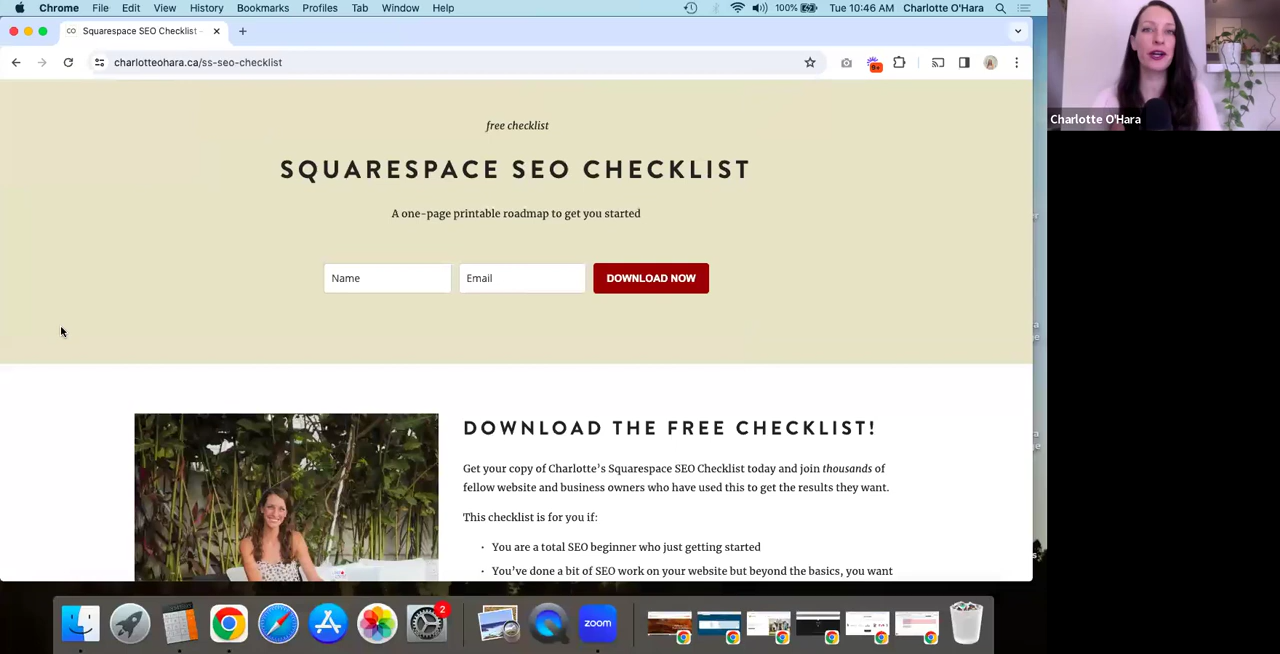 Chrome File Edit View History Bookmarks Profiles Tab Window Help 100% Tue 10:46 AM Charlotte O'Hara
Squarespace SEO Checklist -
charlotteohara.ca/ss-seo-checklist
9+
Charlotte O'Hara
free checklist
SQUARESPACE SEO CHECKLIST
A one-page printable roadmap to get you started
Name Email DOWNLOAD NOW
DOWNLOAD THE FREE CHECKLIST!
Get your copy of Charlotte's Squarespace SEO Checklist today and join thousands of
fellow website and business owners who have used this to get the results they want.
This checklist is for you if:
• You are a total SEO beginner who just getting started
• You've done a bit of SEO work on your website but beyond the basics, you want
2
zoom